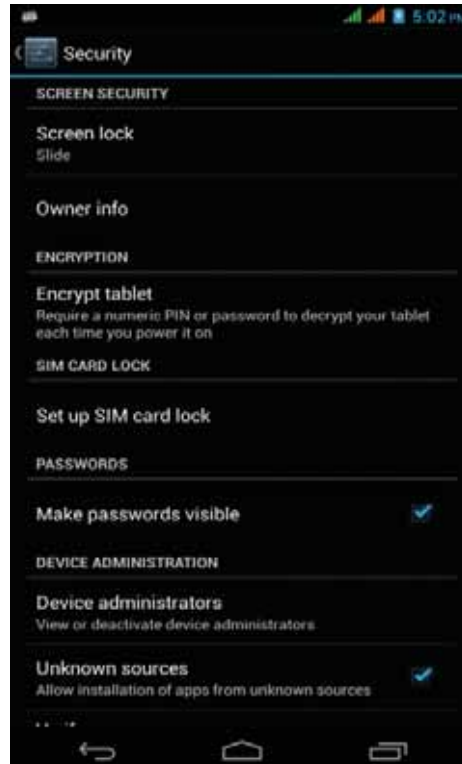 5:02 PM
Security
SCREEN SECURITY
Screen lock
Slide
Owner info
ENCRYPTION
Encrypt tablet
Require a numeric PIN or password to decrypt your tablet
each time you power it on
SIM CARD LOCK
Set up SIM card lock
PASSWORDS
Make passwords visible
DEVICE ADMINISTRATION
Device administrators
View or deactivate device administrators
Unknown sources
Allow installation of apps from unknown sources